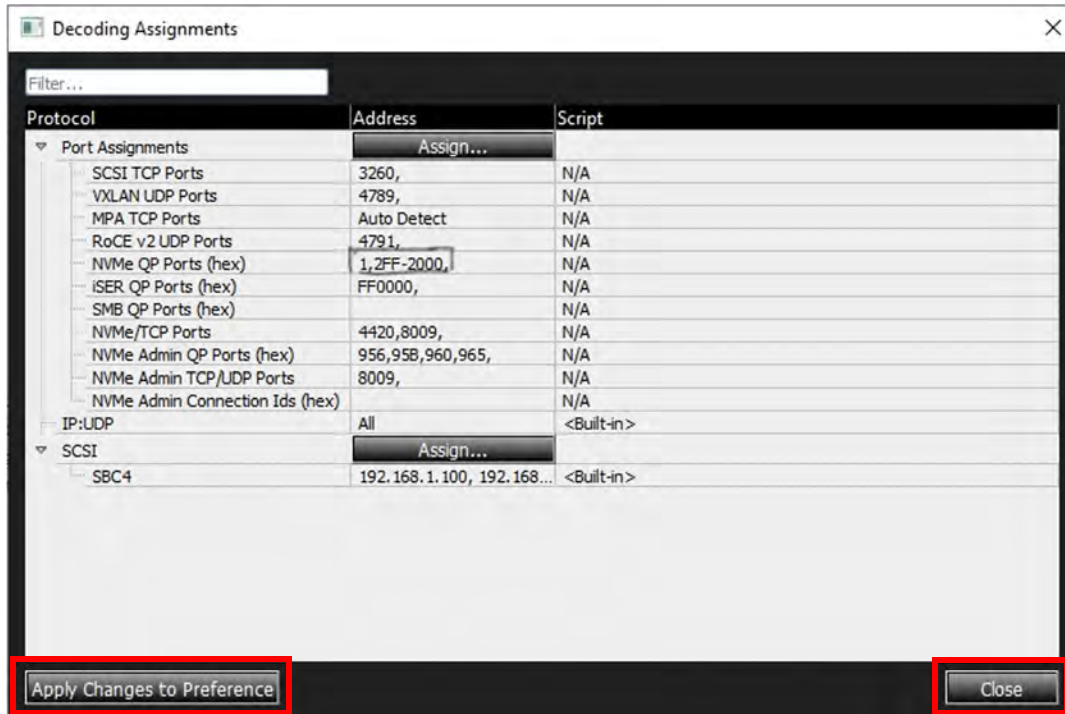 Decoding Assignments
Filter...
Protocol Address Script
Port Assignments Assign...
SCSI TCP Ports 3260, N/A
VXLAN UDP Ports 4789, N/A
MPA TCP Ports Auto Detect N/A
RoCE v2 UDP Ports 4791, N/A
NVMe QP Ports (hex) 1,2FF-2000, N/A
iSER QP Ports (hex) FF0000, N/A
SMB QP Ports (hex) N/A
NVMe/TCP Ports 4420,8009, N/A
NVMe Admin QP Ports (hex) 956,95B,960,965, N/A
NVMe Admin TCP/UDP Ports 8009, N/A
NVMe Admin Connection Ids (hex) N/A
IP:UDP All <Built-in>
SCSI Assign...
SBC4 192.168.1.100, 192.168... <Built-in>
Apply Changes to Preference Close